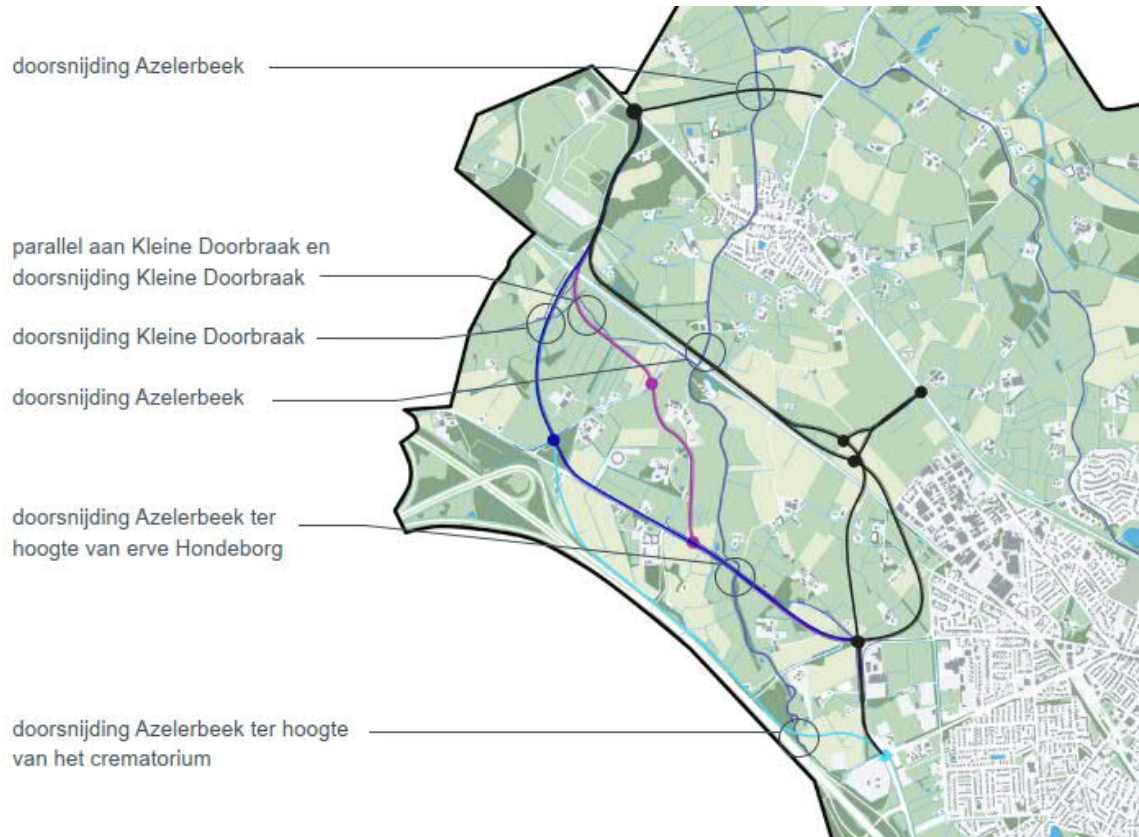 doorsnijding Azelerbeek
parallel aan Kleine Doorbraak en
doorsnijding Kleine Doorbraak
doorsnijding Kleine Doorbraak
doorsnijding Azelerbeek
doorsnijding Azelerbeek ter
hoogte van erve Hondeborg
doorsnijding Azelerbeek ter hoogte
van het crematorium